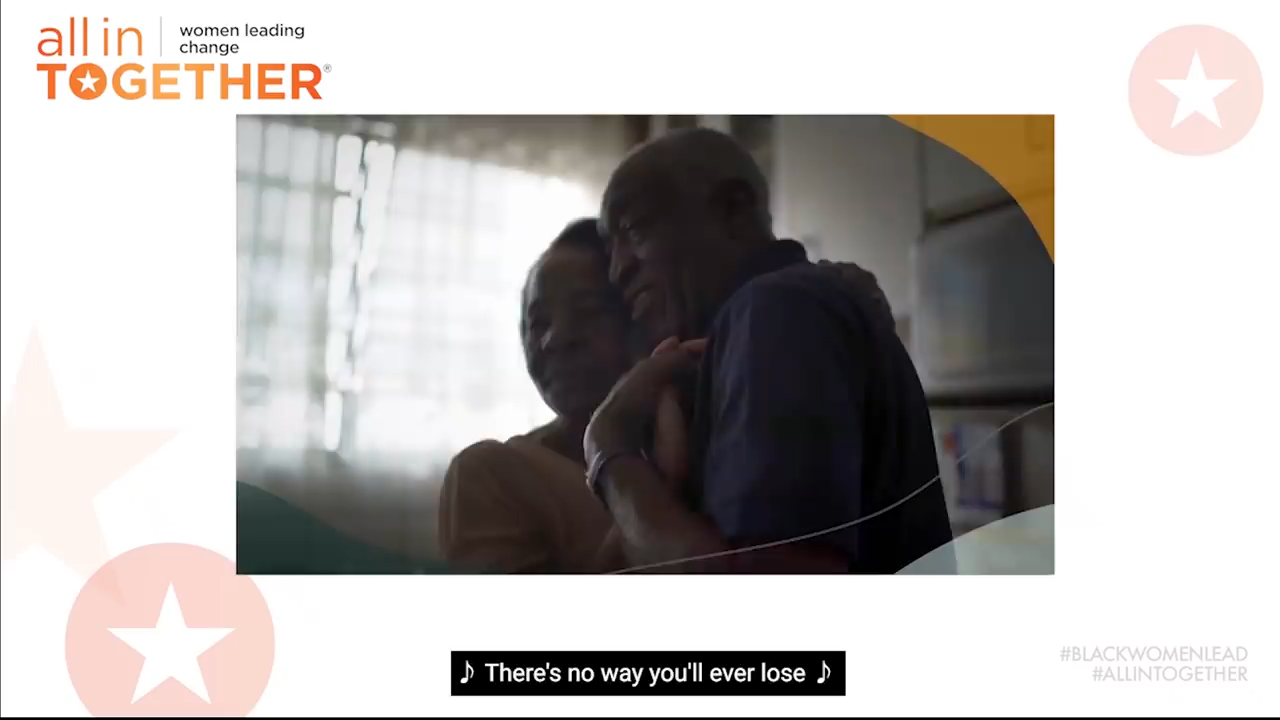 all in
women leading
change
TOGETHER®
♪ There's no way you'll ever lose ♪
#BLACKWOMENLEAD
#ALLINTOGETHER